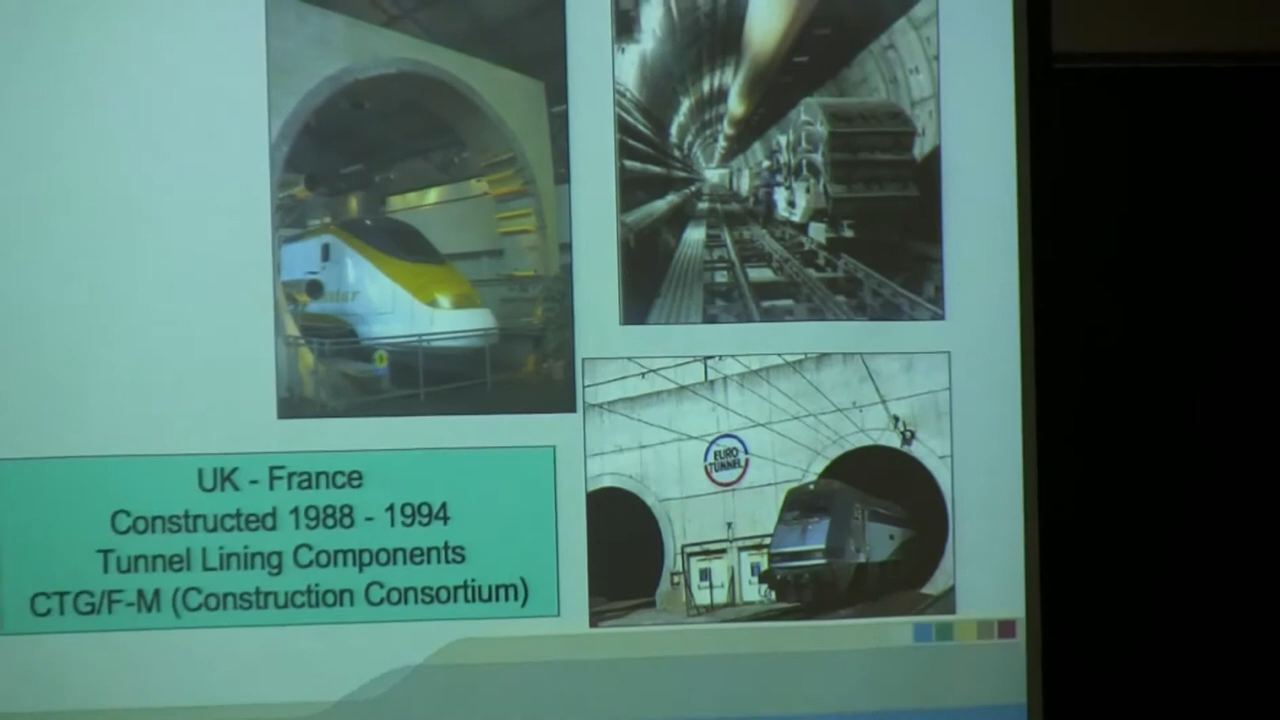 UK - France
Constructed 1988 - 1994
Tunnel Lining Components
CTG/F-M (Construction Consortium)
EURO
TUNNEL